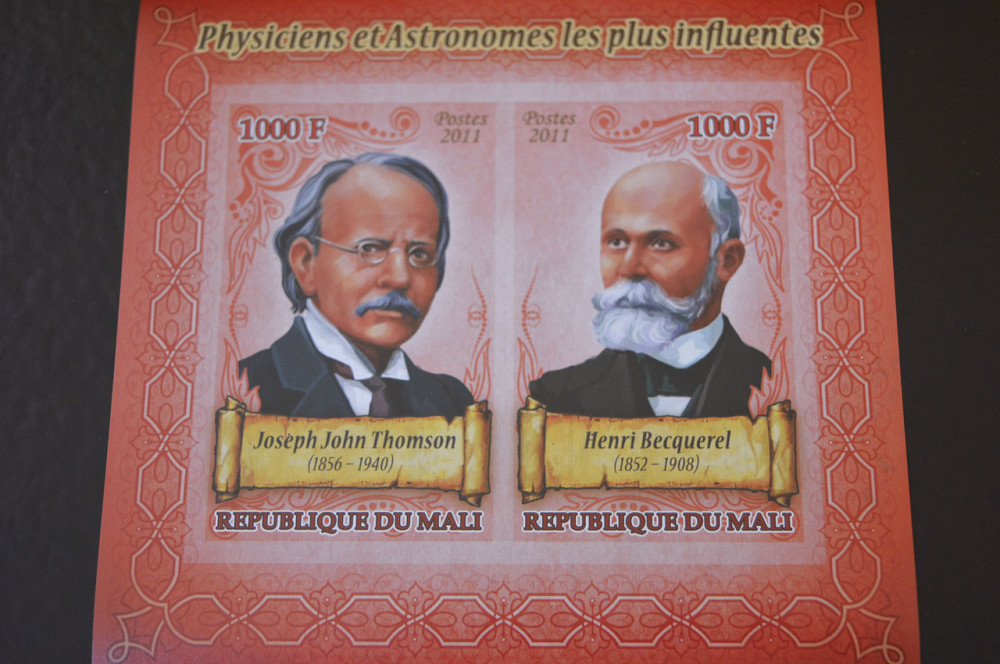 Physiciens et Astronomes les plus influentes
1000 F
Postes
2011
Joseph John Thomson
(1856 – 1940)
REPUBLIQUE DU MALI
Postes
2011
1000 F
Henri Becquerel
(1852 – 1908)
REPUBLIQUE DU MALI